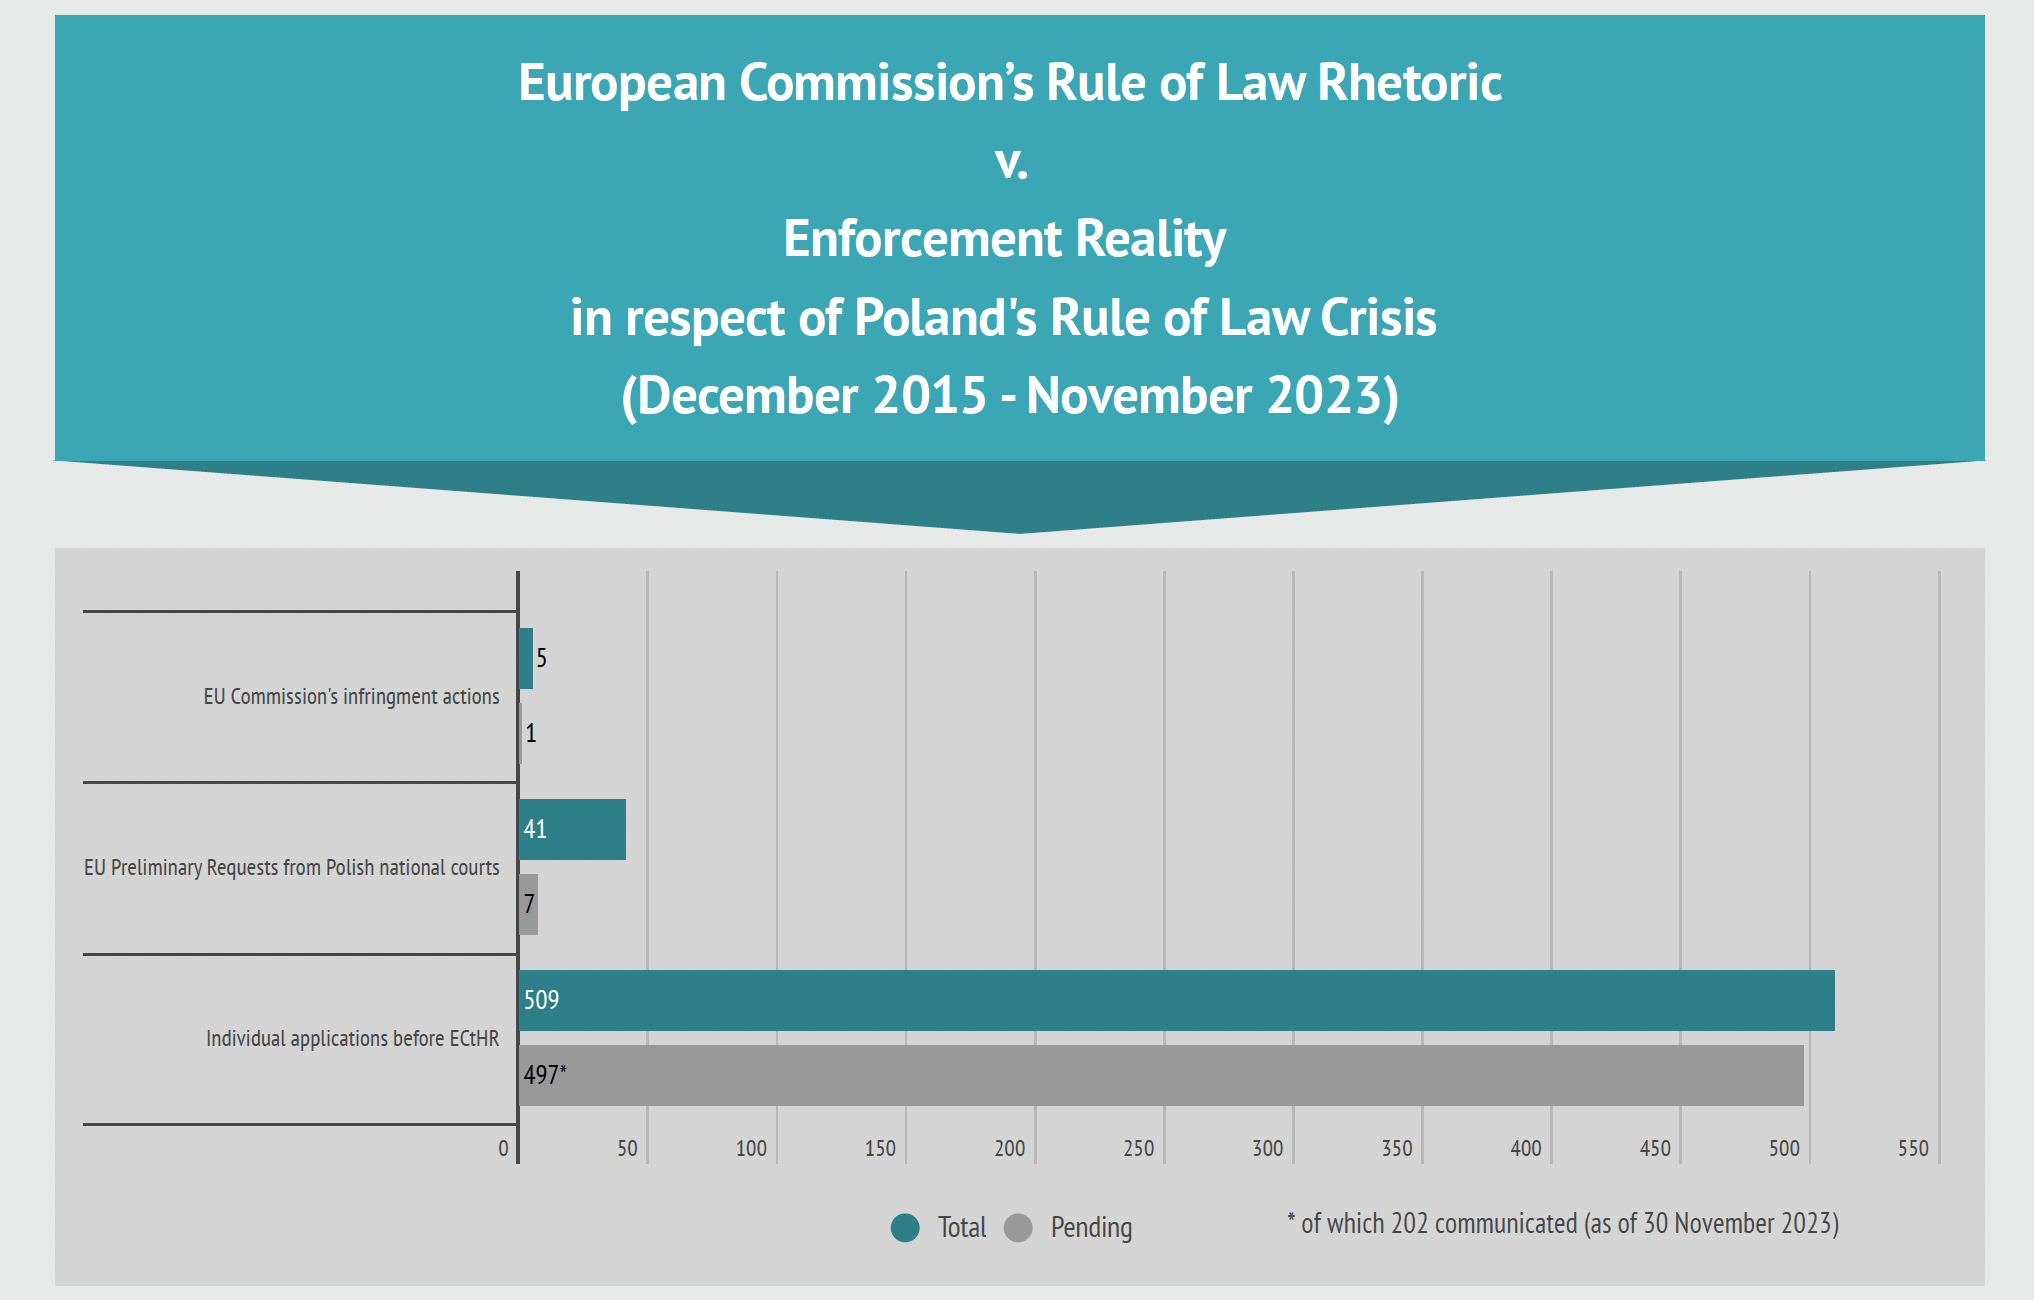 European Commission’s Rule of Law Rhetoric
v.
Enforcement Reality
in respect of Poland's Rule of Law Crisis
(December 2015 - November 2023)
5
EU Commission's infringment actions
1
41
EU Preliminary Requests from Polish national courts
7
509
Individual applications before ECtHR
497*
0 50 100 150 200 250 300 350 400 450 500 550
Total Pending * of which 202 communicated (as of 30 November 2023)